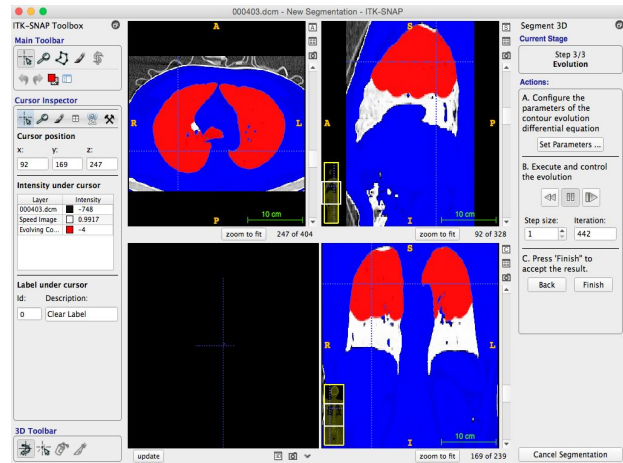 000403.dcm - New Segmentation - ITK-SNAP
ITK-SNAP Toolbox
Main Toolbar
Cursor Inspector
Cursor position
x: y: z:
92 169 247
Intensity under cursor
Layer Intensity
000403.dcm -748
Speed Image 0.9917
Evolving Co... -4
Label under cursor
Id: Description:
0 Clear Label
3D Toolbar
A
R
L
P
10 cm
zoom to fit 247 of 404
A
S
A
P
I
10 cm
zoom to fit 92 of 328
S
update
S
R
L
I
10 cm
zoom to fit 169 of 239
C
Segment 3D
Current Stage
Step 3/3
Evolution
Actions:
A. Configure the
parameters of the
contour evolution
differential equation
Set Parameters ...
B. Execute and control
the evolution
Step size: Iteration:
1 442
C. Press "Finish" to
accept the result.
Back Finish
Cancel Segmentation